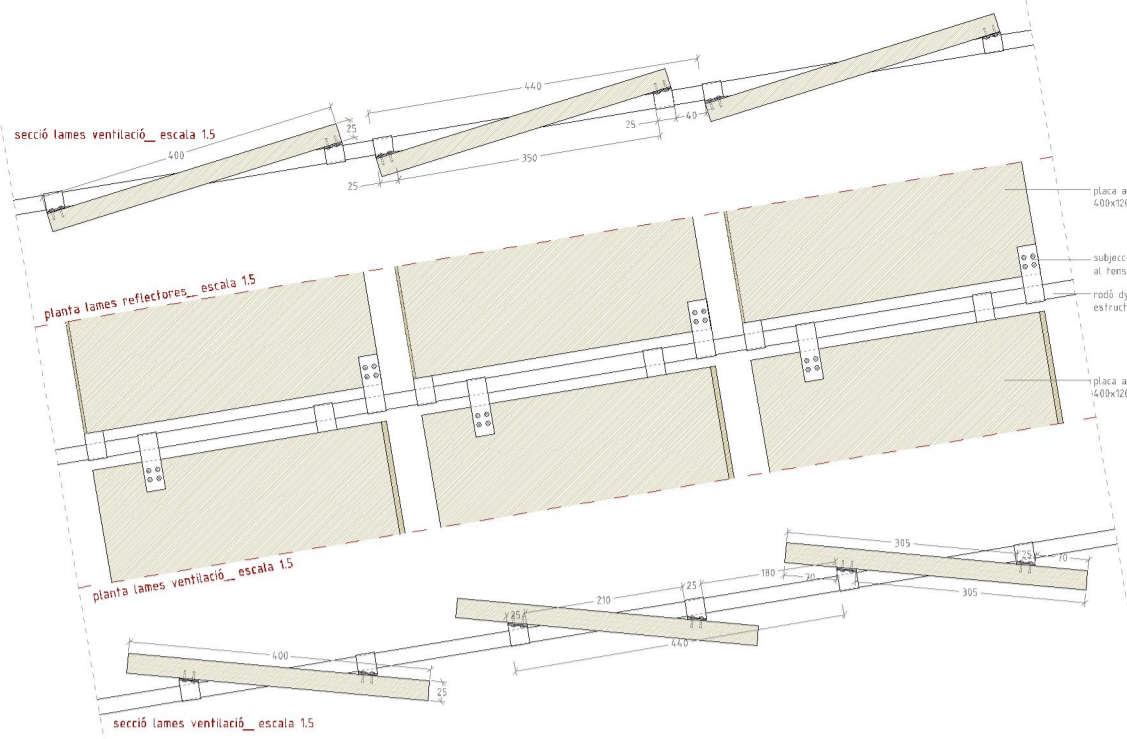 secció lames ventilació_ escala 1.5
400
25
440
25
40
350
25
placa a
400x120
planta lames reflectores_ escala 1.5
subjecc
al tens
rodó dy
estruct
placa a
400x120
planta lames ventilació_ escala 1.5
305
25
70
180
70
305
25
210
25
440
400
25
secció lames ventilació_ escala 1.5